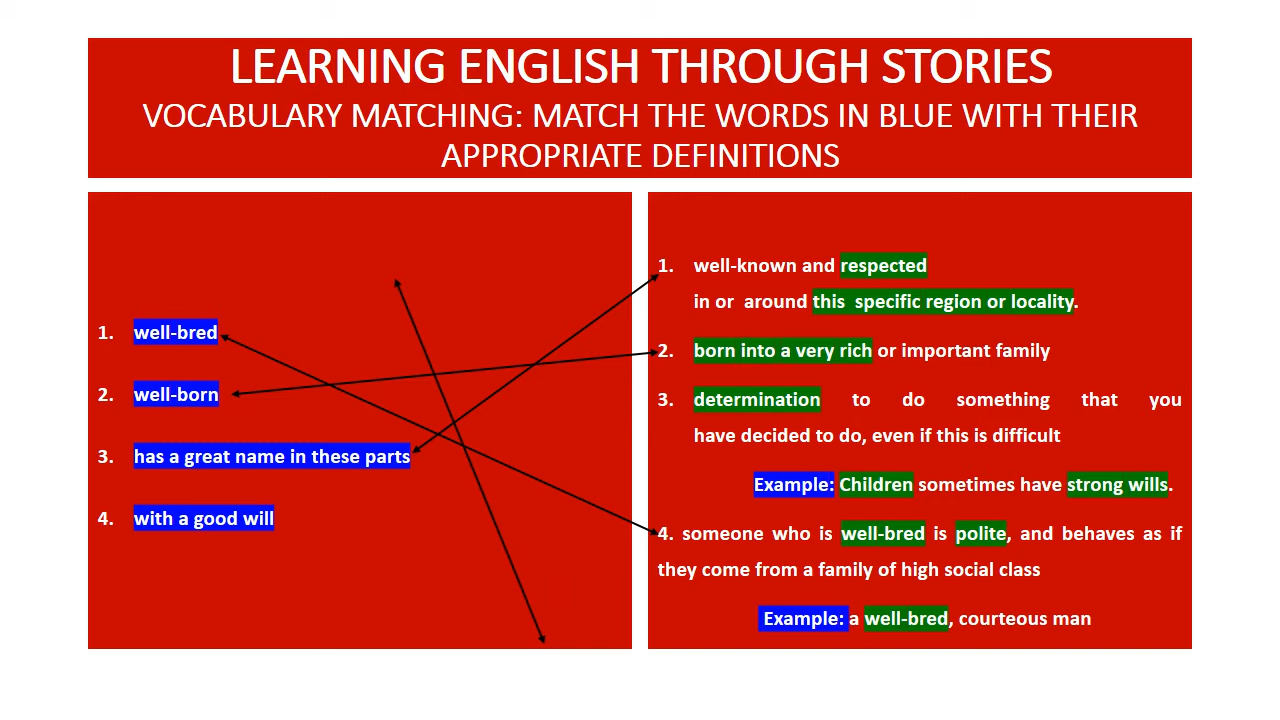 LEARNING ENGLISH THROUGH STORIES
VOCABULARY MATCHING: MATCH THE WORDS IN BLUE WITH THEIR
APPROPRIATE DEFINITIONS
1. well-bred
2. well-born
3. has a great name in these parts
4. with a good will
1. well-known and respected
in or around this specific region or locality.
2. born into a very rich or important family
3. determination to do something that you
have decided to do, even if this is difficult
Example: Children sometimes have strong wills.
4. someone who is well-bred is polite, and behaves as if
they come from a family of high social class
Example: a well-bred, courteous man